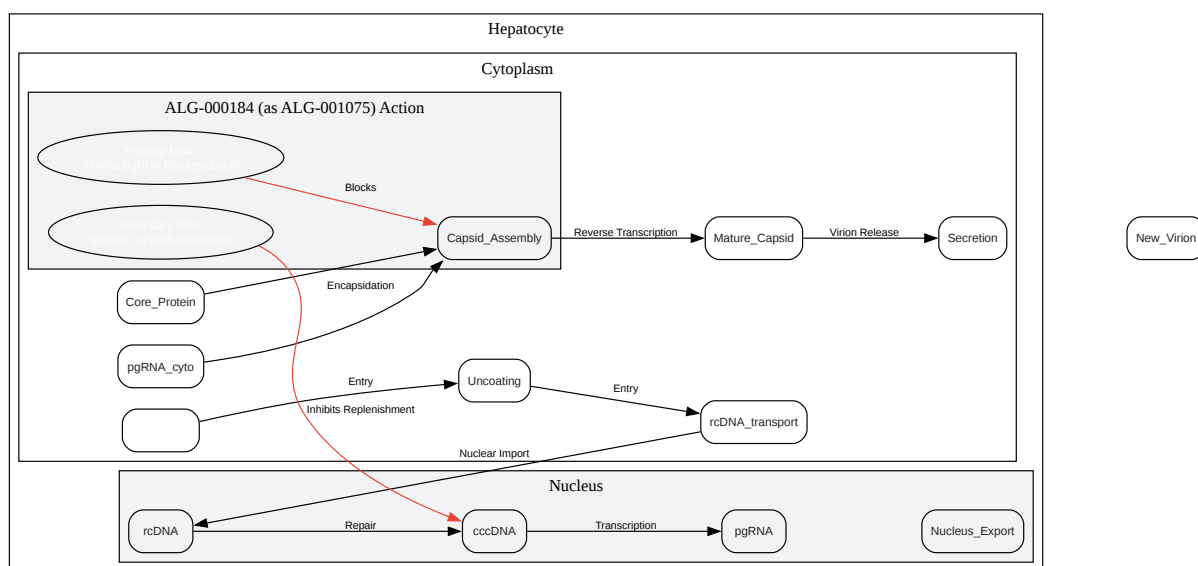 Hepatocyte
Cytoplasm
ALG-000184 (as ALG-001075) Action
Primary MoA:
Inhibits pgRNA Encapsidation
Blocks
Secondary MoA:
Inhibits cccDNA Formation
Capsid_Assembly
Reverse Transcription
Mature_Capsid
Virion Release
Secretion
New_Virion
Encapsidation
Core_Protein
pgRNA_cyto
Entry
Uncoating
Entry
Inhibits Replenishment
rcDNA_transport
Nuclear Import
Nucleus
rcDNA
Repair
cccDNA
Transcription
pgRNA
Nucleus_Export